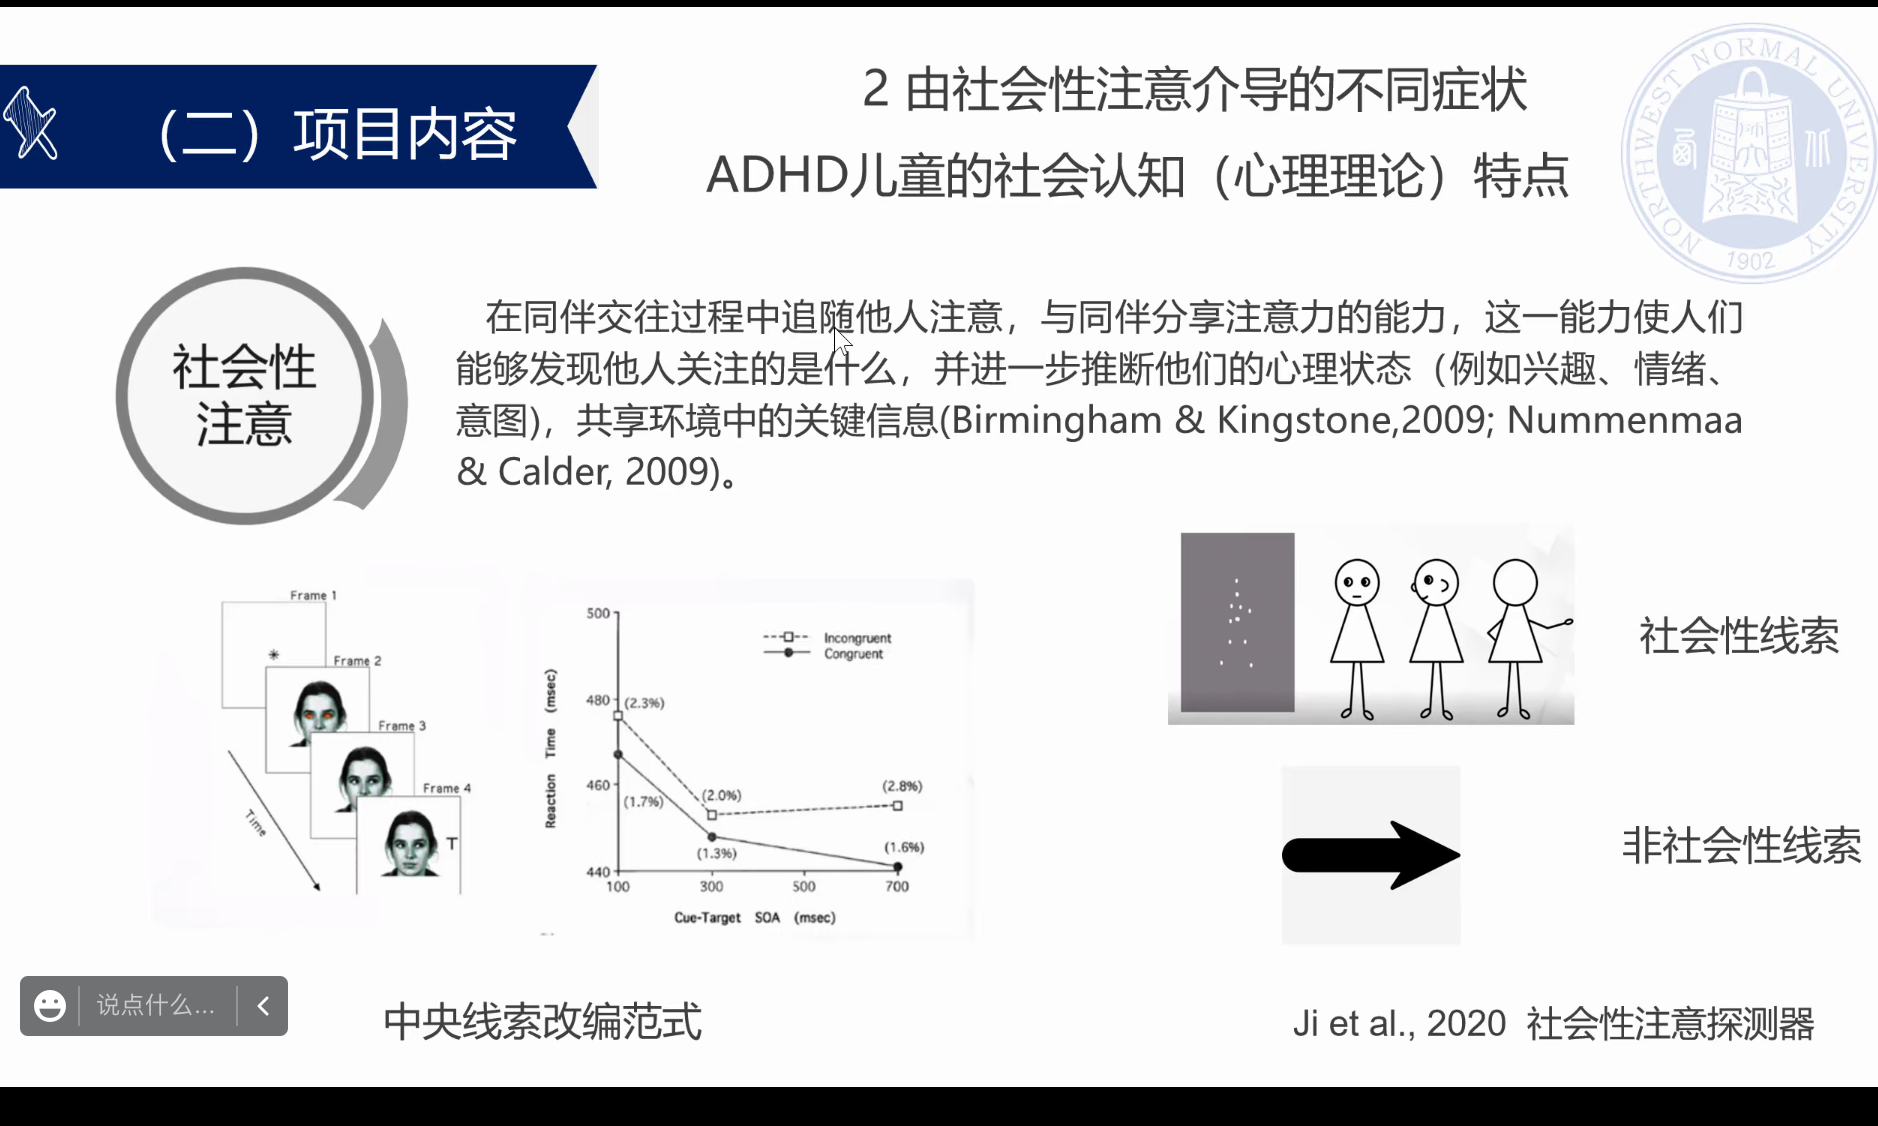 （二）项目内容
2 由社会性注意介导的不同症状
ADHD儿童的社会认知（心理理论）特点
NORTHWEST NORMAL UNIVERSITY
1902
社会性
注意
在同伴交往过程中追随他人注意，与同伴分享注意力的能力，这一能力使人们
能够发现他人关注的是什么，并进一步推断他们的心理状态（例如兴趣、情绪、
意图)，共享环境中的关键信息(Birmingham & Kingstone,2009; Nummenmaa
& Calder, 2009)。
Frame 1
Frame 2
Frame 3
Frame 4
T
Time
500
480
460
440
100
300
500
700
Reaction Time (msec)
Cue-Target SOA (msec)
Incongruent
Congruent
(2.3%)
(1.7%)
(2.0%)
(1.3%)
(2.8%)
(1.6%)
社会性线索
非社会性线索
说点什么...
中央线索改编范式
Ji et al., 2020 社会性注意探测器